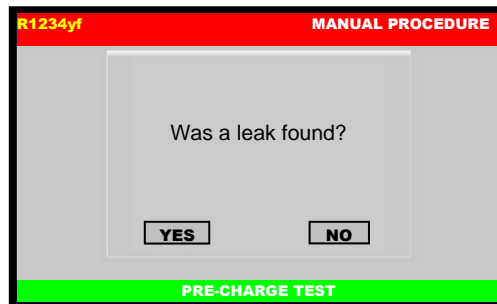 R1234yf MANUAL PROCEDURE
Was a leak found?
YES NO
PRE-CHARGE TEST